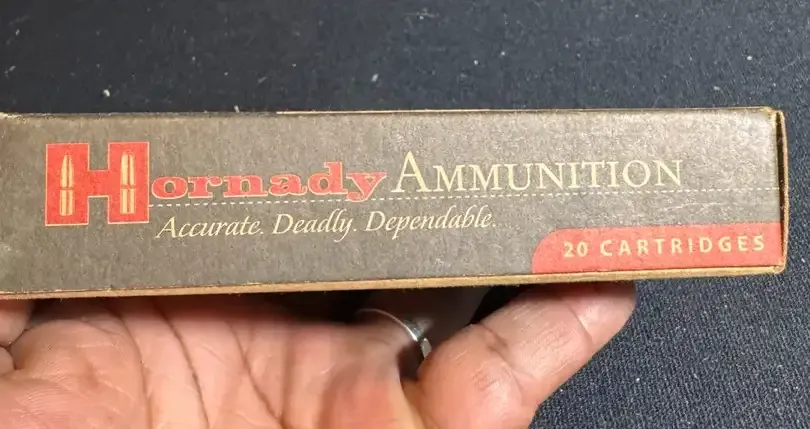 Hornady AMMUNITION
Accurate. Deadly. Dependable.
20 CARTRIDGES